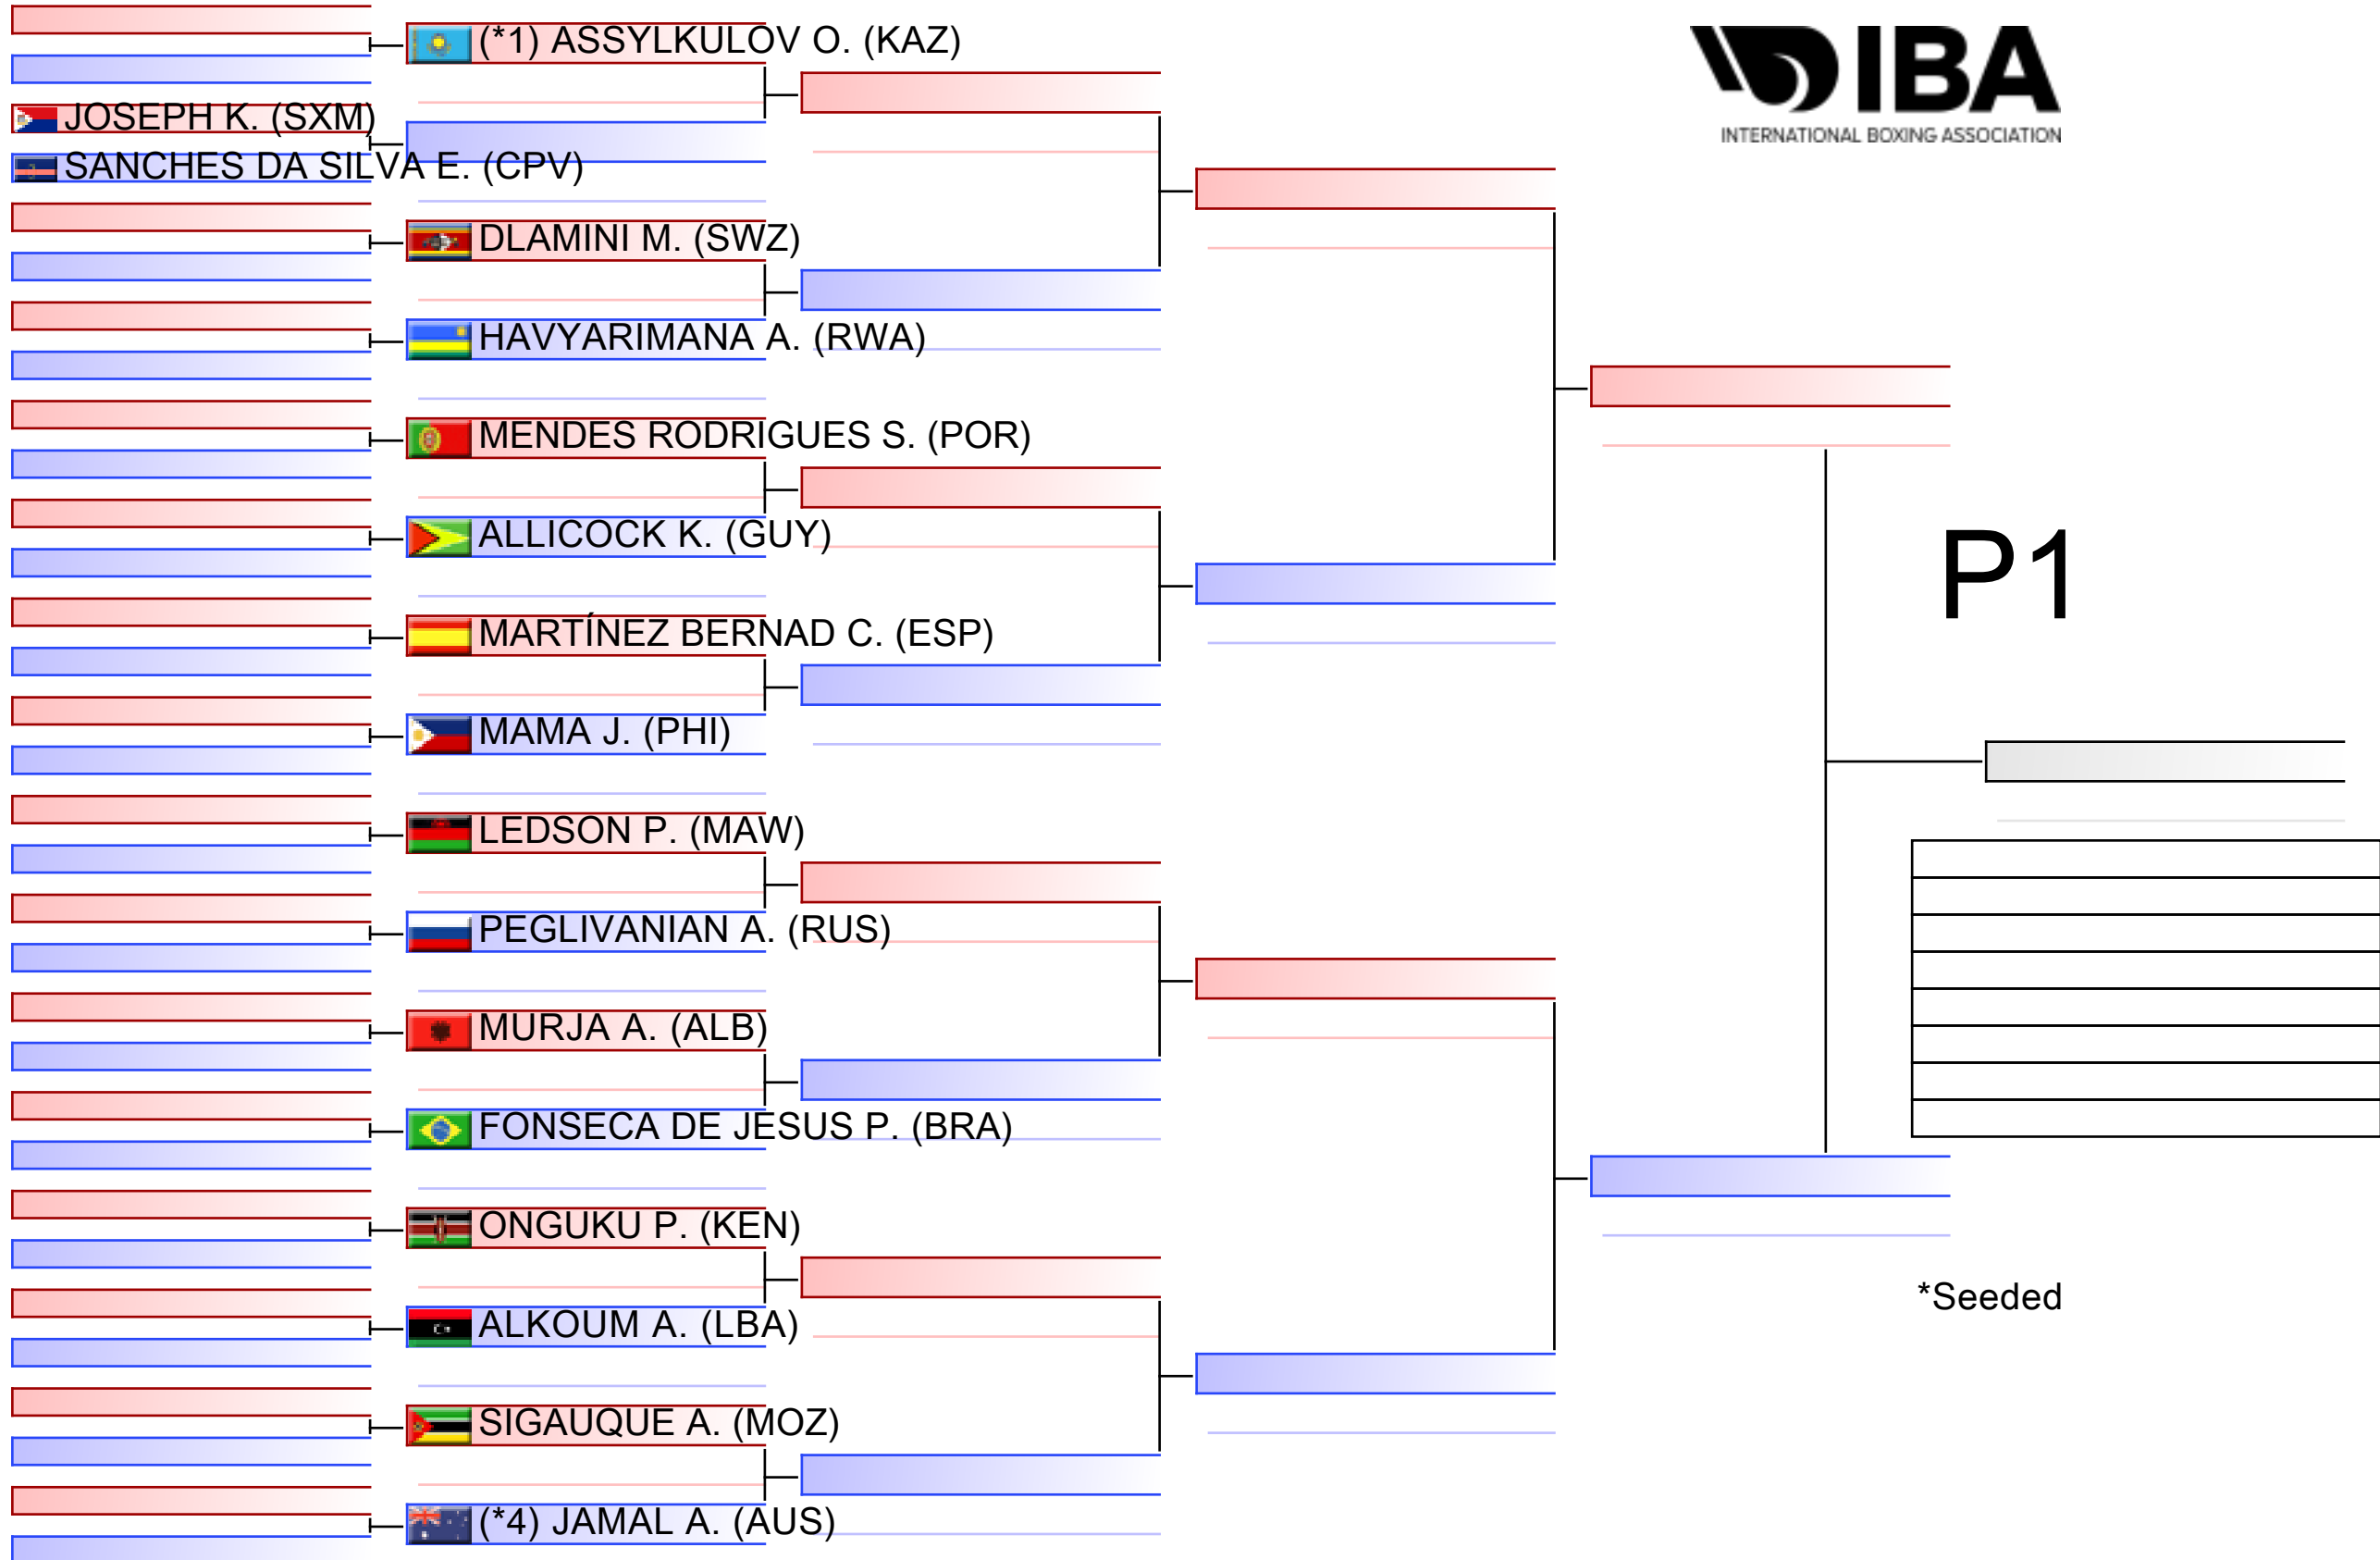 (*1) ASSYLKULOV O. (KAZ)
IBA
INTERNATIONAL BOXING ASSOCIATION
JOSEPH K. (SXM)
SANCHES DA SILVA E. (CPV)
DLAMINI M. (SWZ)
HAVYARIMANA A. (RWA)
MENDES RODRIGUES S. (POR)
ALLICOCK K. (GUY)
P1
MARTÍNEZ BERNAD C. (ESP)
MAMA J. (PHI)
LEDSON P. (MAW)
PEGLIVANIAN A. (RUS)
MURJA A. (ALB)
FONSECA DE JESUS P. (BRA)
ONGUKU P. (KEN)
*Seeded
ALKOUM A. (LBA)
SIGAUQUE A. (MOZ)
(*4) JAMAL A. (AUS)